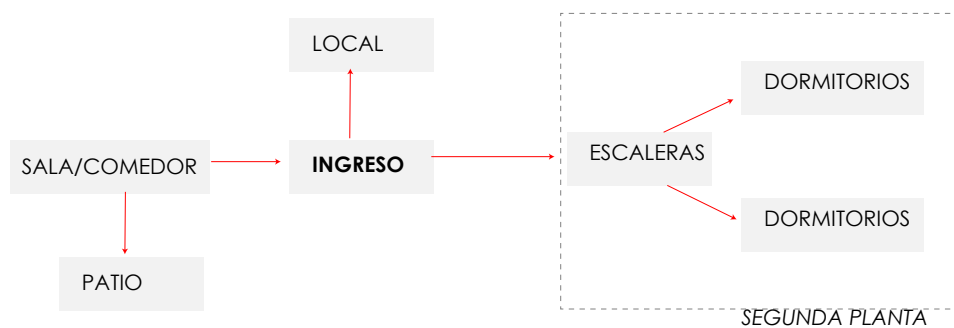 LOCAL
DORMITORIOS
SALA/COMEDOR
INGRESO
ESCALERAS
DORMITORIOS
PATIO
SEGUNDA PLANTA